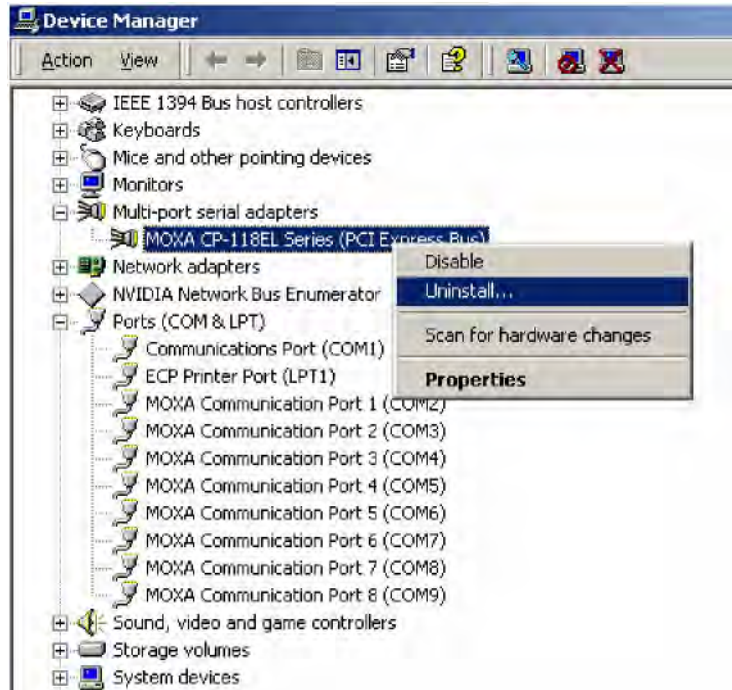 Device Manager
Action View
IEEE 1394 Bus host controllers
Keyboards
Mice and other pointing devices
Monitors
Multi-port serial adapters
MOXA CP-118EL Series (PCI Express Bus)
Disable
Network adapters
Uninstall...
NVIDIA Network Bus Enumerator
Ports (COM & LPT)
Scan for hardware changes
Communications Port (COM1)
ECP Printer Port (LPT1)
Properties
MOXA Communication Port 1 (COM2)
MOXA Communication Port 2 (COM3)
MOXA Communication Port 3 (COM4)
MOXA Communication Port 4 (COM5)
MOXA Communication Port 5 (COM6)
MOXA Communication Port 6 (COM7)
MOXA Communication Port 7 (COM8)
MOXA Communication Port 8 (COM9)
Sound, video and game controllers
Storage volumes
System devices